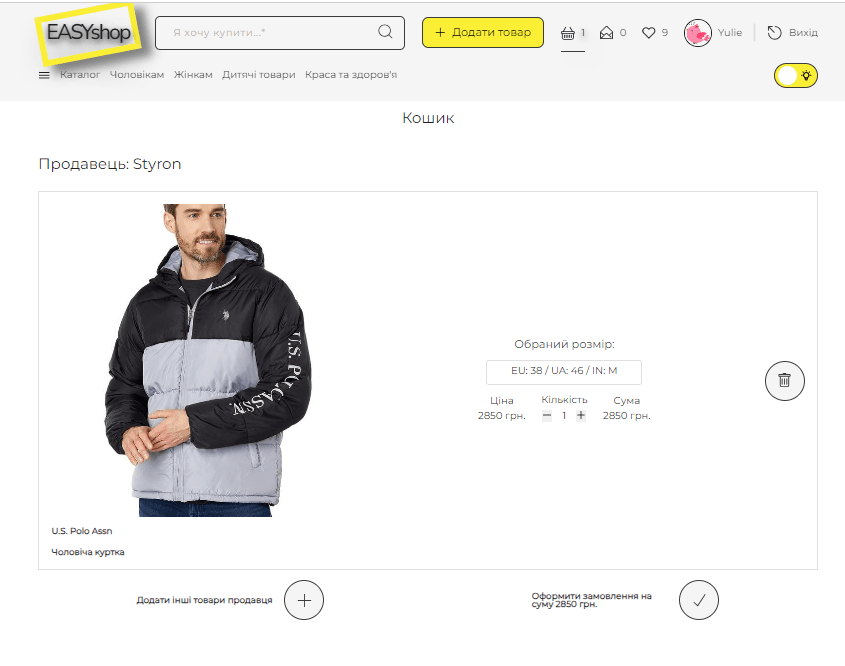 EASYshop
Я хочу купити...*
+ Додати товар
1
0
9
Yulie
Вихід
Каталог Чоловікам Жінкам Дитячі товари Краса та здоров'я
Кошик
Продавець: Styron
U.S. POLO ASSN.
Обраний розмір:
EU: 38 / UA: 46 / IN: M
Ціна Кількість Сума
2850 грн. − 1 + 2850 грн.
U.S. Polo Assn
Чоловіча куртка
Додати інші товари продавця
Оформити замовлення на
суму 2850 грн.